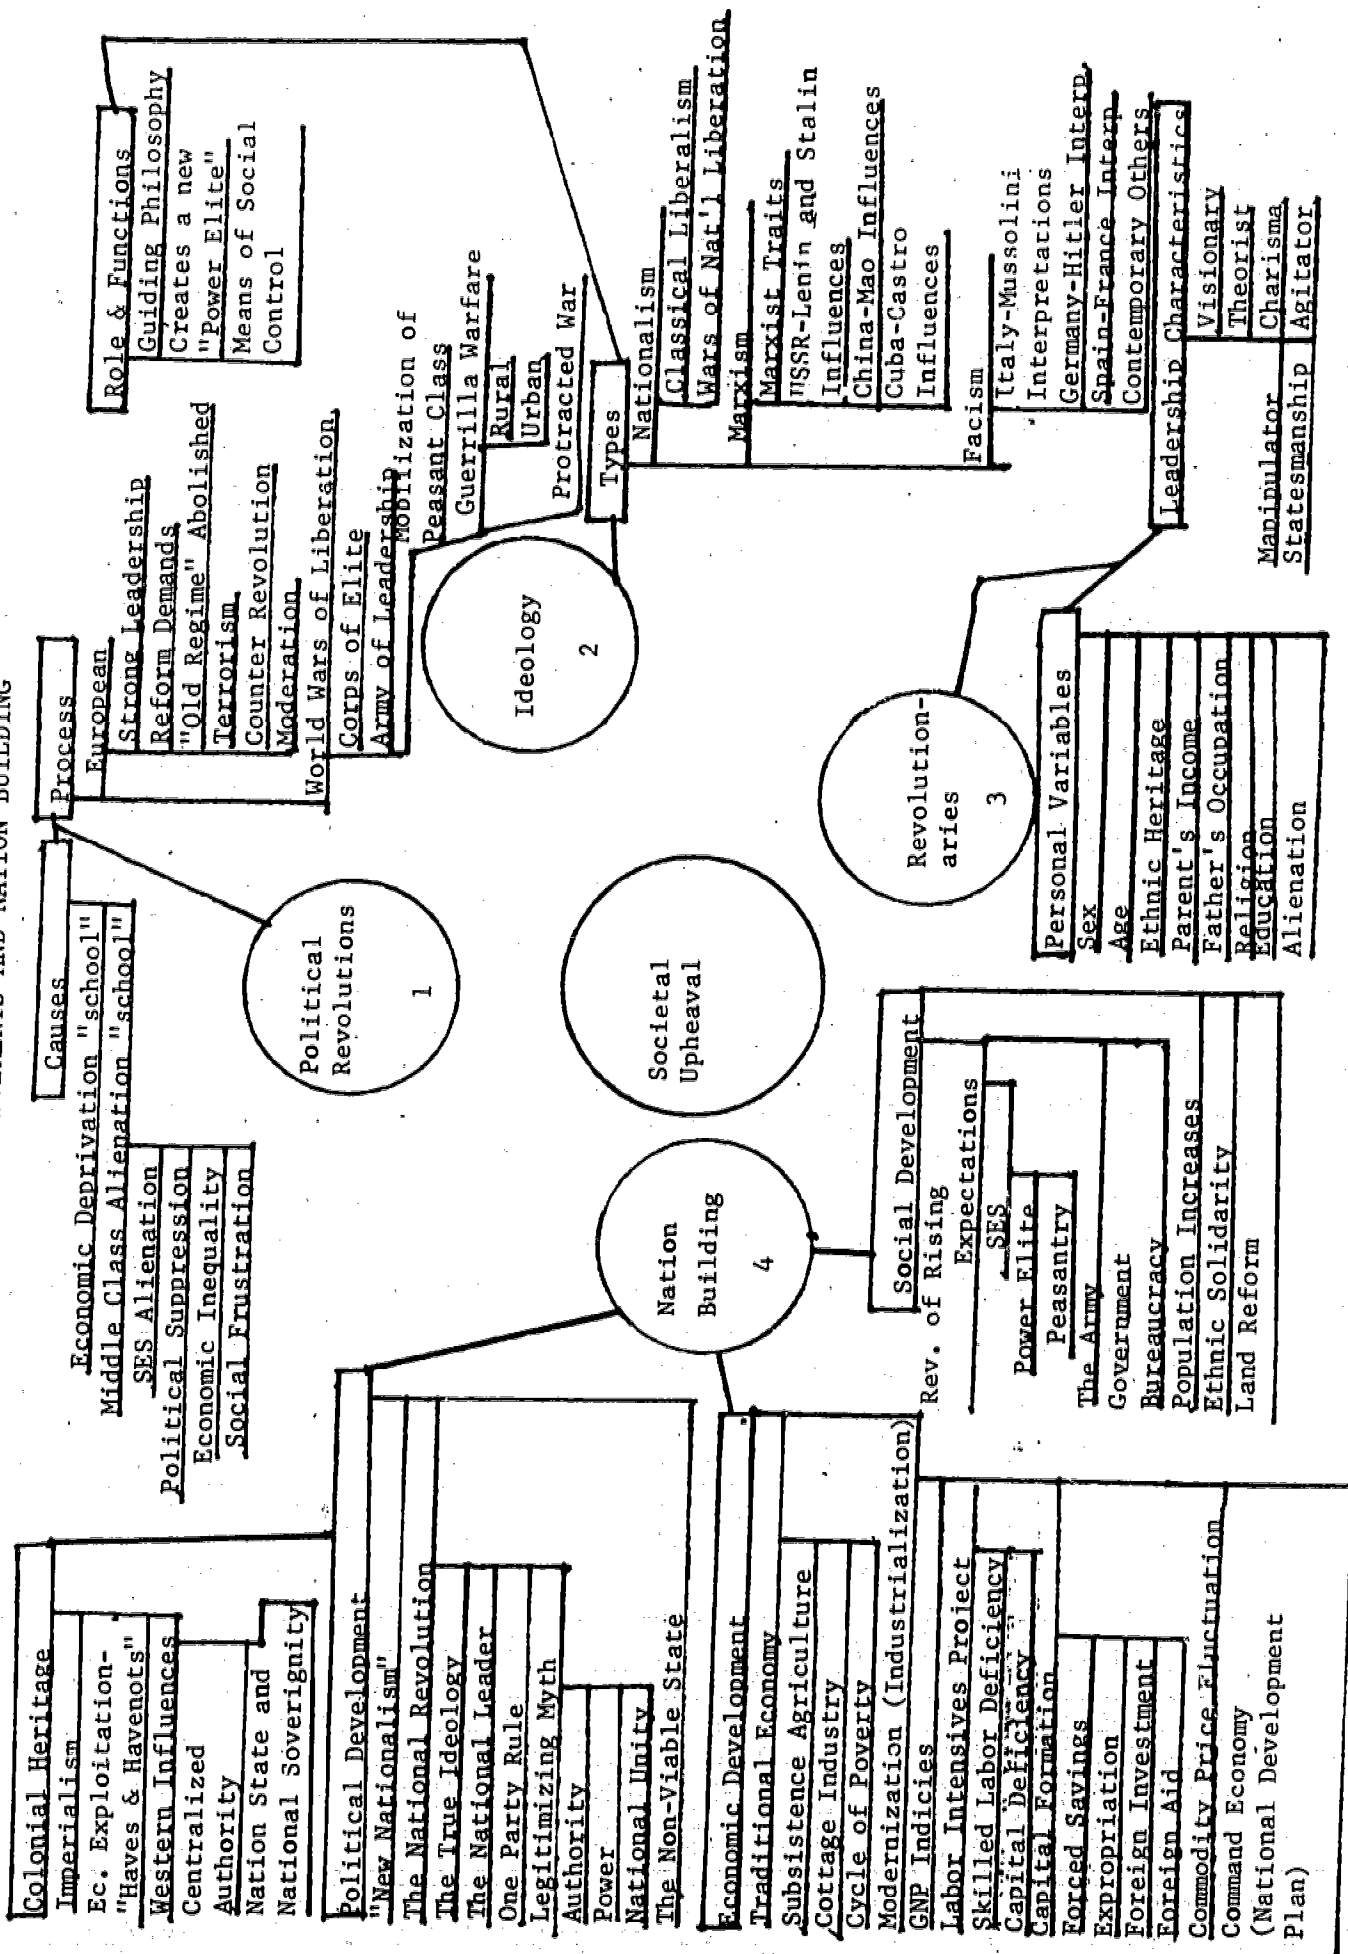 AND NATION BUILDING
Causes
Economic Deprivation "school"
Middle Class Alienation "school"
SES Alienation
Political Suppression
Economic Inequality
Social Frustration
Process
European
Strong Leadership
Reform Demands
"Old Regime" Abolished
Terrorism
Counter Revolution
Moderation
World Wars of Liberation
Corps of Elite
Army of Leadership
Mobilization of
Peasant Class
Guerrilla Warfare
Rural
Urban
Protracted War
Role & Functions
Guiding Philosophy
Creates a new
"Power Elite"
Means of Social
Control
Political
Revolutions
1
Ideology
2
Types
Nationalism
Classical Liberalism
Wars of Nat'l Liberation
Marxism
Marxist Traits
USSR-Lenin and Stalin
Influences
China-Mao Influences
Cuba-Castro
Influences
Facism
Italy-Mussolini
Interpretations
Germany-Hitler Interp.
Spain-France Interp.
Contemporary Others
Societal
Upheaval
Revolution-
aries
3
Leadership Characteristics
Visionary
Theorist
Charisma
Agitator
Manipulator
Statesmanship
Personal Variables
Sex
Age
Ethnic Heritage
Parent's Income
Father's Occupation
Religion
Education
Alienation
Nation
Building
4
Social Development
Rev. of Rising
Expectations
SES
Power Elite
Peasantry
The Army
Government
Bureaucracy
Population Increases
Ethnic Solidarity
Land Reform
Colonial Heritage
Imperialism
Ec. Exploitation-
"Haves & Havenots"
Western Influences
Centralized
Authority
Nation State and
National Soverignity
Political Development
"New Nationalism"
The National Revolution
The True Ideology
The National Leader
One Party Rule
Legitimizing Myth
Authority
Power
National Unity
The Non-Viable State
Economic Development
Traditional Economy
Subsistence Agriculture
Cottage Industry
Cycle of Poverty
Modernization (Industrialization)
GNP Indicies
Labor Intensives Project
Skilled Labor Deficiency
Capital Deficiency
Capital Formation
Forced Savings
Expropriation
Foreign Investment
Foreign Aid
Commodity Price Fluctuation
Command Economy
(National Development
Plan)